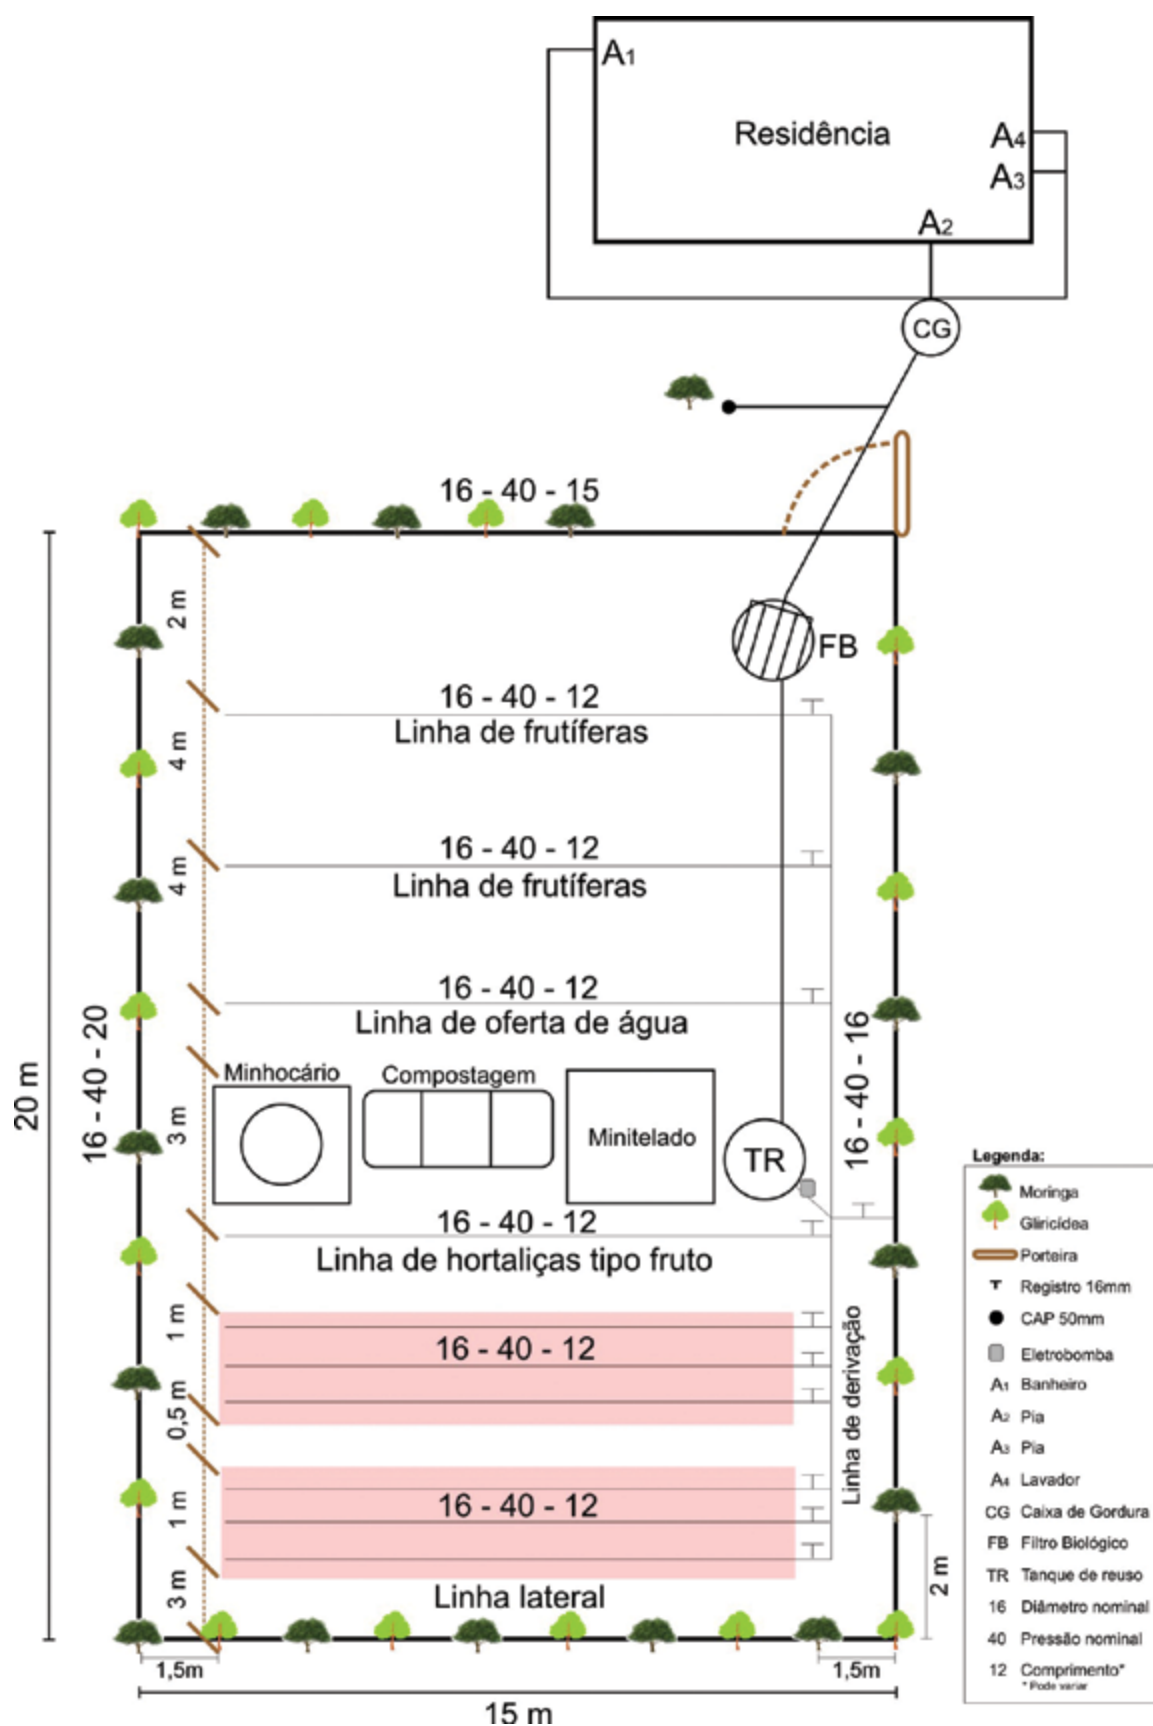 A1
Residência
A4
A3
A2
CG
16 - 40 - 15
2 m
FB
16 - 40 - 12
Linha de frutíferas
4 m
16 - 40 - 12
Linha de frutíferas
4 m
16 - 40 - 12
Linha de oferta de água
20 m
16 - 40 - 20
16 - 40 - 16
Minhocário
Compostagem
3 m
Minitelado
TR
16 - 40 - 12
Linha de hortaliças tipo fruto
1 m
16 - 40 - 12
0,5 m
Linha de derivação
1 m
16 - 40 - 12
3 m
Linha lateral
2 m
1,5m
1,5m
15 m
Legenda:
Moringa
Gliricídea
Porteira
Registro 16mm
CAP 50mm
Eletrobomba
A1 Banheiro
A2 Pia
A3 Pia
A4 Lavador
CG Caixa de Gordura
FB Filtro Biológico
TR Tanque de reuso
16 Diâmetro nominal
40 Pressão nominal
12 Comprimento*
* Pode variar